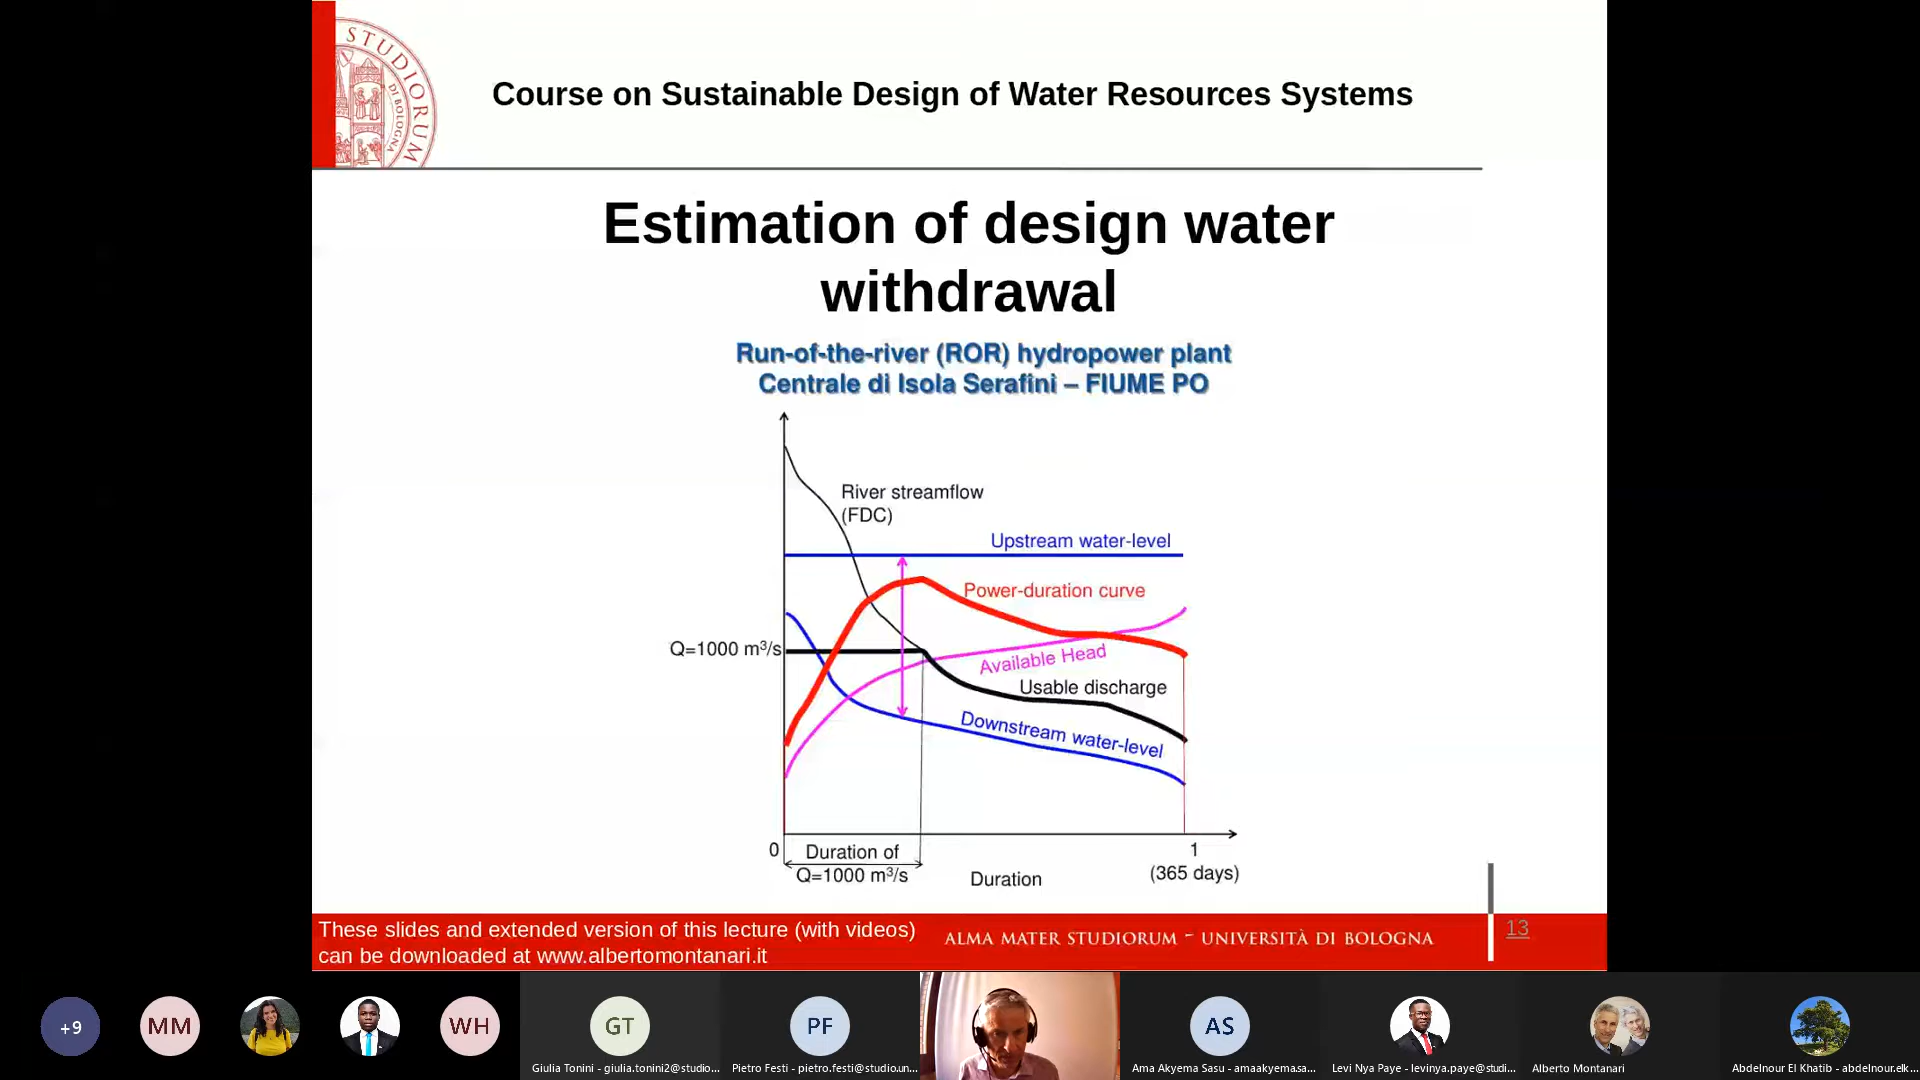 STUDIORUM
DI BOLOGNA
Course on Sustainable Design of Water Resources Systems
Estimation of design water
withdrawal
Run-of-the-river (ROR) hydropower plant
Centrale di Isola Serafini – FIUME PO
River streamflow
(FDC)
Upstream water-level
Power-duration curve
Q=1000 m³/s
Available Head
Usable discharge
Downstream water-level
0
Duration of
Q=1000 m³/s
Duration
1
(365 days)
These slides and extended version of this lecture (with videos)
can be downloaded at www.albertomontanari.it
ALMA MATER STUDIORUM – UNIVERSITÀ DI BOLOGNA
13
+9
MM
WH
GT
PF
AS
Giulia Tonini - giulia.tonini2@studio...
Pietro Festi - pietro.festi@studio.un...
Ama Akyema Sasu - amaakyema.sa...
Levi Nya Paye - levinya.paye@studi...
Alberto Montanari
Abdelnour El Khatib - abdelnour.elk...